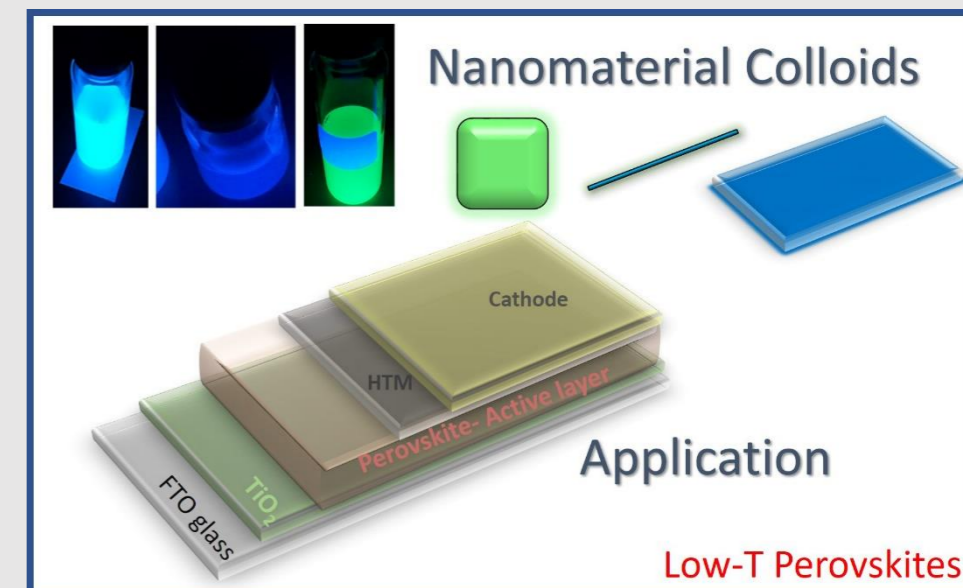 Nanomaterial Colloids
Cathode
HTM
Perovskite- Active layer
TiO₂
FTO glass
Application
Low-T Perovskites